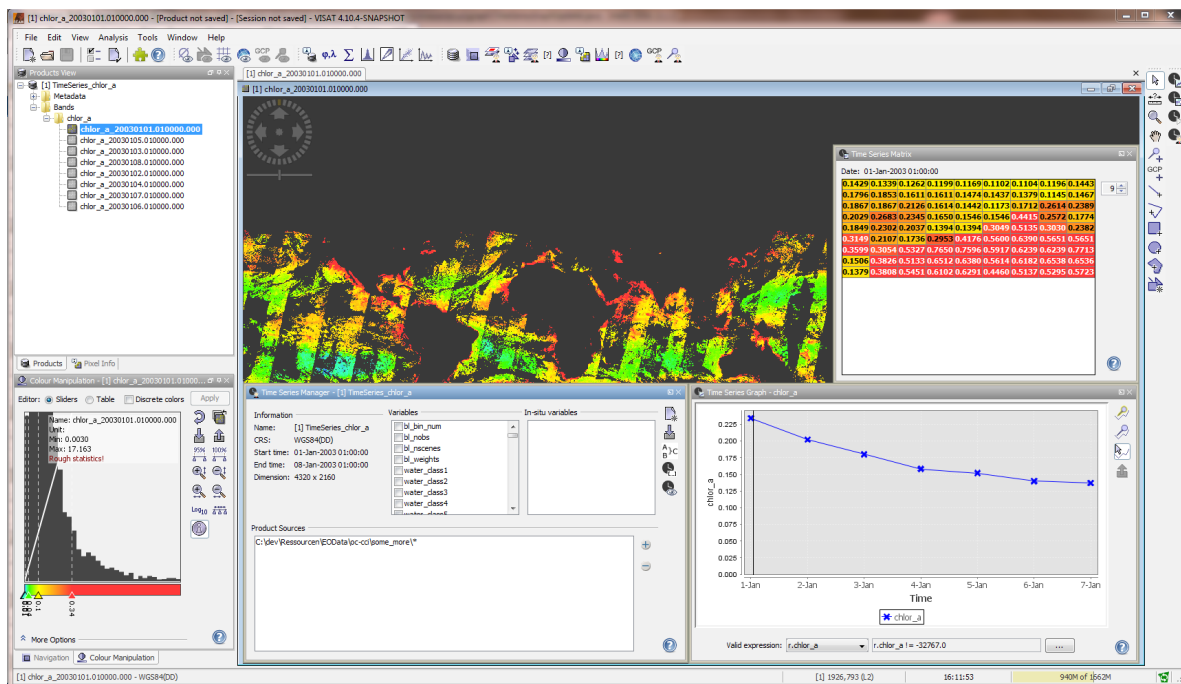 [1] chlor_a_20030101.010000.000 - [Product not saved] - [Session not saved] - VISAT 4.10.4-SNAPSHOT
File Edit View Analysis Tools Window Help
Products View
[1] TimeSeries_chlor_a
Metadata
Bands
chlor_a
chlor_a_20030101.010000.000
chlor_a_20030105.010000.000
chlor_a_20030103.010000.000
chlor_a_20030108.010000.000
chlor_a_20030102.010000.000
chlor_a_20030104.010000.000
chlor_a_20030107.010000.000
chlor_a_20030106.010000.000
Products Pixel Info
[1] chlor_a_20030101.010000.000
[1] chlor_a_20030101.010000.000
Time Series Matrix
Date: 01-Jan-2003 01:00:00
0.1429 0.1339 0.1262 0.1199 0.1169 0.1102 0.1104 0.1196 0.1443
0.1796 0.1853 0.1611 0.1611 0.1474 0.1437 0.1379 0.1145 0.1467
0.1867 0.1867 0.2126 0.1614 0.1442 0.1173 0.1712 0.2614 0.2389
0.2029 0.2683 0.2345 0.1650 0.1546 0.1546 0.4415 0.2572 0.1774
0.1849 0.2302 0.2037 0.1394 0.1394 0.3049 0.5135 0.3030 0.2382
0.3149 0.2107 0.1736 0.2953 0.4176 0.5600 0.6390 0.5651 0.5651
0.3599 0.3054 0.5327 0.7650 0.7596 0.5917 0.6239 0.6239 0.7713
0.1506 0.3826 0.5133 0.6512 0.6380 0.5614 0.6182 0.6538 0.6536
0.1379 0.3808 0.5451 0.6102 0.6291 0.4460 0.5137 0.5295 0.5723
9
Colour Manipulation - [1] chlor_a_20030101.01000...
Editor: Sliders Table Discrete colors Apply
Name: chlor_a_20030101.010000.000
Unit:
Min: 0.0030
Max: 17.163
Rough statistics!
95% 100%
Log10
0.1
0.34
More Options
Navigation Colour Manipulation
Time Series Manager - [1] TimeSeries_chlor_a
Information
Name: [1] TimeSeries_chlor_a
CRS: WGS84(DD)
Start time: 01-Jan-2003 01:00:00
End time: 08-Jan-2003 01:00:00
Dimension: 4320 x 2160
Variables
bl_bin_num
bl_nobs
bl_nscenes
bl_weights
water_class1
water_class2
water_class3
water_class4
water_class5
In-situ variables
Product Sources
C:\dev\Ressourcen\EOData\oc-cci\some_more\*
Time Series Graph - chlor_a
chlor_a
0.225
0.200
0.175
0.150
0.125
0.100
0.075
0.050
0.025
0.000
1-Jan 2-Jan 3-Jan 4-Jan 5-Jan 6-Jan 7-Jan
Time
chlor_a
Valid expression: r.chlor_a r.chlor_a != -32767.0 ...
GCP
[1] chlor_a_20030101.010000.000 - WGS84(DD)
[1] 1926,793 (L2)
16:11:53
940M of 1662M